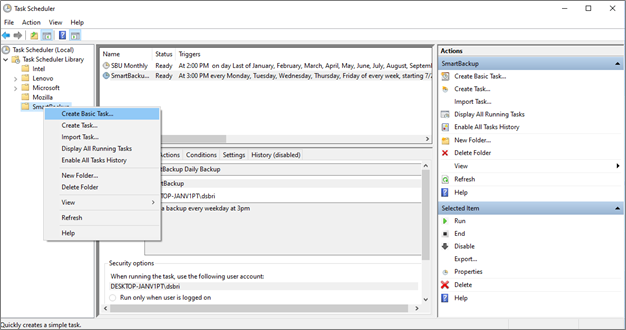 Task Scheduler
File Action View Help
Task Scheduler (Local)
Task Scheduler Library
Intel
Lenovo
Microsoft
Mozilla
SmartBackup
Create Basic Task...
Create Task...
Import Task...
Display All Running Tasks
Enable All Tasks History
New Folder...
Delete Folder
View
Refresh
Help
Name Status Triggers
SBU Monthly Ready At 2:00 PM on day Last of January, February, March, April, May, June, July, August, Septemb
SmartBacku... Ready At 3:00 PM every Monday, Tuesday, Wednesday, Thursday, Friday of every week, starting 7/
Actions Conditions Settings History (disabled)
artBackup Daily Backup
artBackup
KTOP-JANV1PT\dsbri
a backup every weekday at 3pm
Security options
When running the task, use the following user account:
DESKTOP-JANV1PT\dsbri
Run only when user is logged on
Actions
SmartBackup
Create Basic Task...
Create Task...
Import Task...
Display All Running Tasks
Enable All Tasks History
New Folder...
Delete Folder
View
Refresh
Help
Selected Item
Run
End
Disable
Export...
Properties
Delete
Help
Quickly creates a simple task.